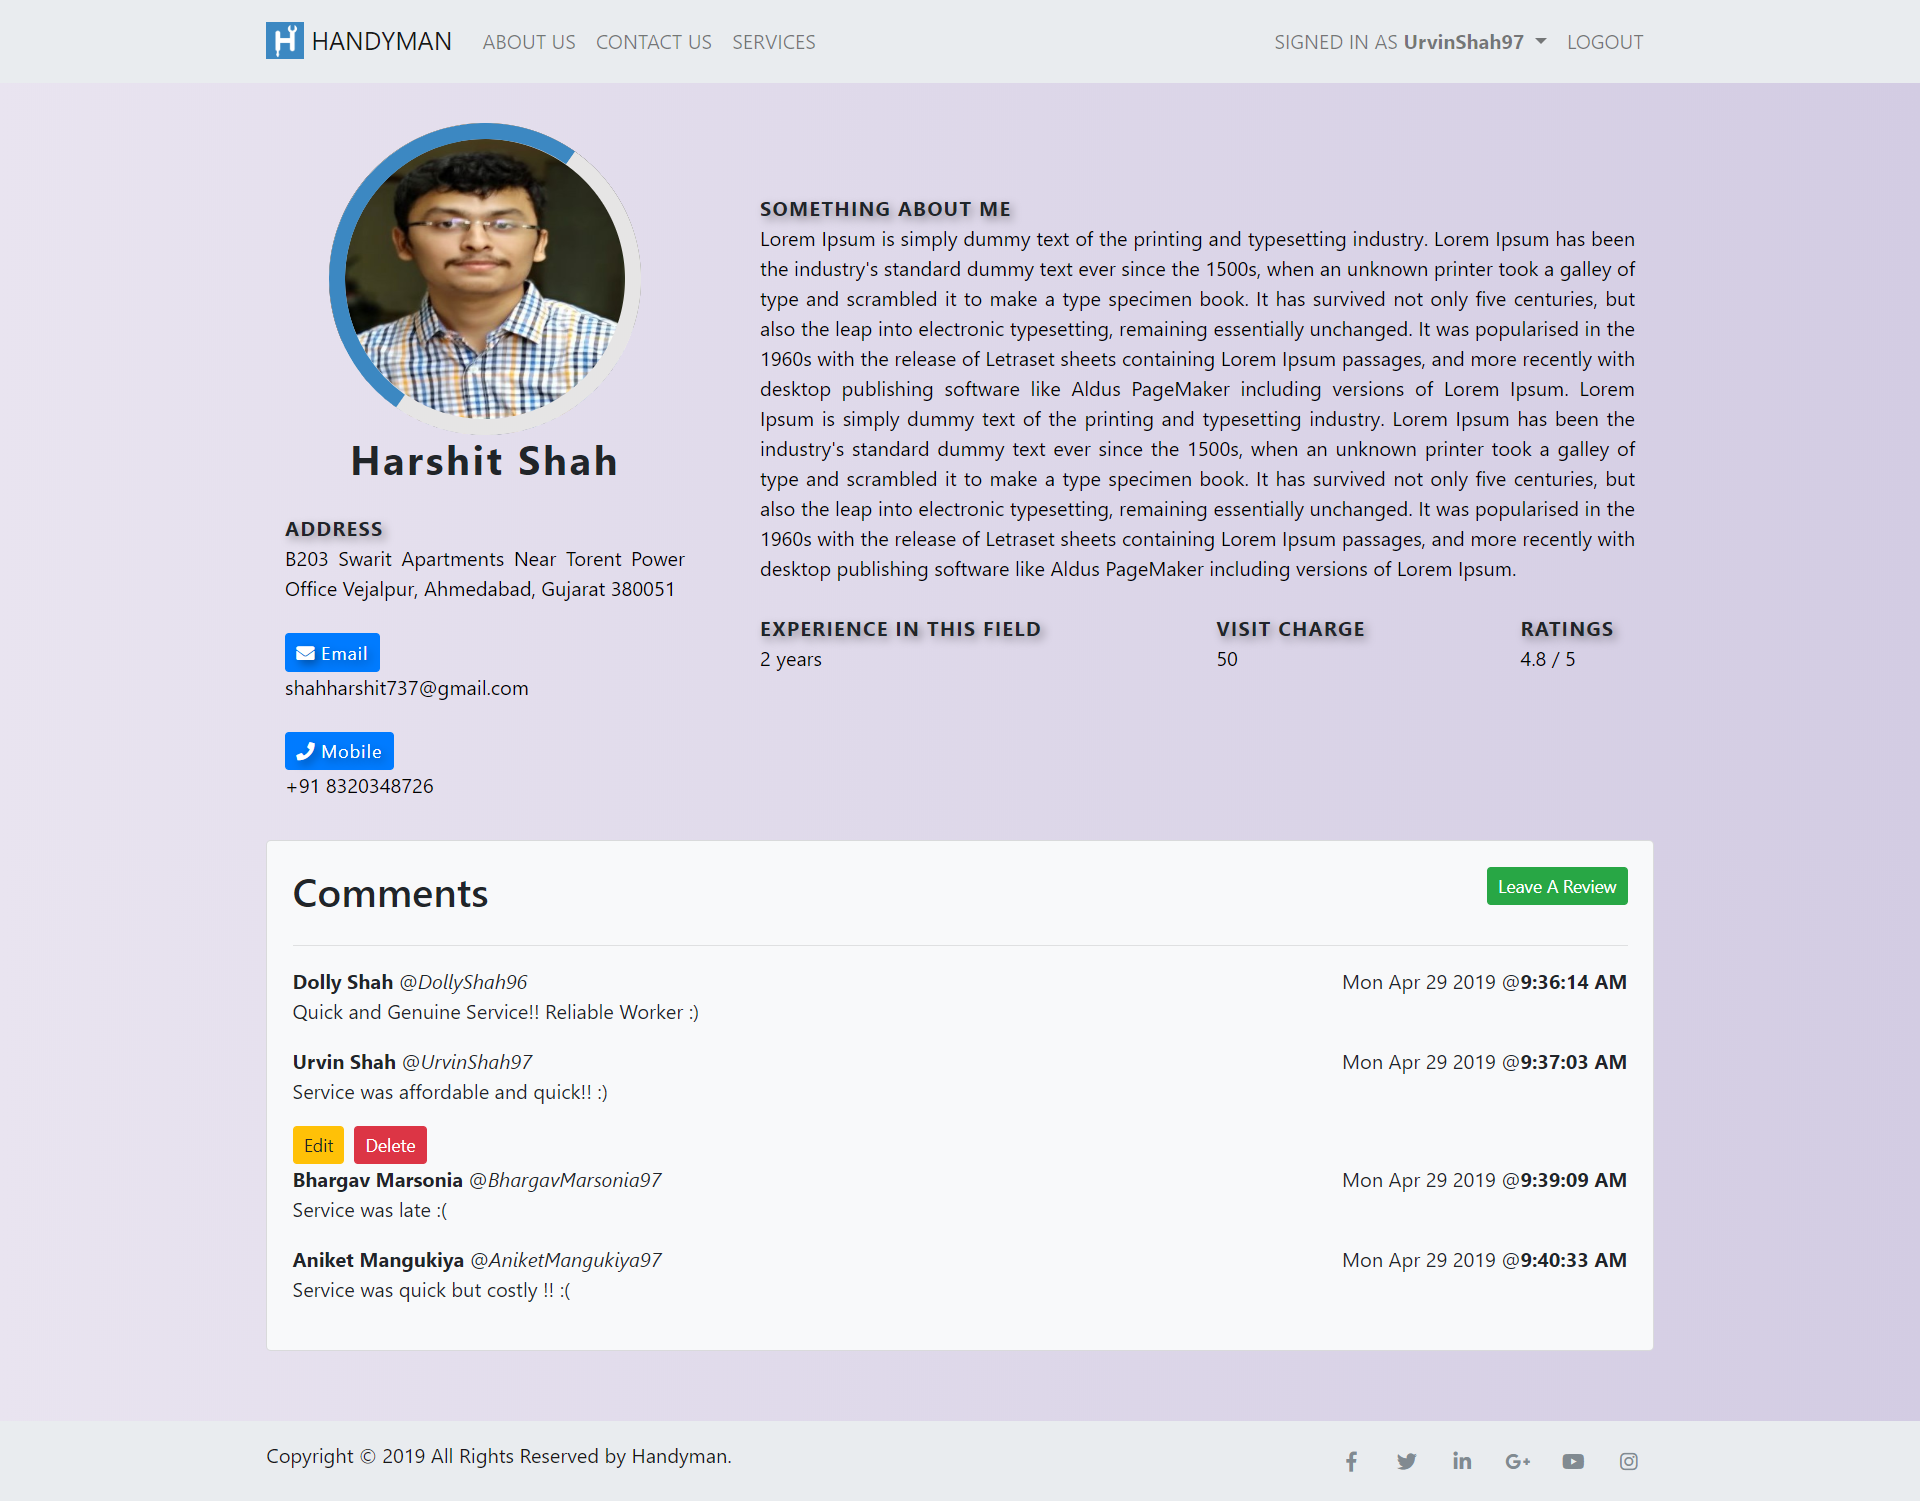 HANDYMAN ABOUT US CONTACT US SERVICES SIGNED IN AS UrvinShah97 LOGOUT
Harshit Shah
ADDRESS
B203 Swarit Apartments Near Torent Power
Office Vejalpur, Ahmedabad, Gujarat 380051
Email
shahharshit737@gmail.com
Mobile
+91 8320348726
SOMETHING ABOUT ME
Lorem Ipsum is simply dummy text of the printing and typesetting industry. Lorem Ipsum has been
the industry's standard dummy text ever since the 1500s, when an unknown printer took a galley of
type and scrambled it to make a type specimen book. It has survived not only five centuries, but
also the leap into electronic typesetting, remaining essentially unchanged. It was popularised in the
1960s with the release of Letraset sheets containing Lorem Ipsum passages, and more recently with
desktop publishing software like Aldus PageMaker including versions of Lorem Ipsum. Lorem
Ipsum is simply dummy text of the printing and typesetting industry. Lorem Ipsum has been the
industry's standard dummy text ever since the 1500s, when an unknown printer took a galley of
type and scrambled it to make a type specimen book. It has survived not only five centuries, but
also the leap into electronic typesetting, remaining essentially unchanged. It was popularised in the
1960s with the release of Letraset sheets containing Lorem Ipsum passages, and more recently with
desktop publishing software like Aldus PageMaker including versions of Lorem Ipsum.
EXPERIENCE IN THIS FIELD VISIT CHARGE RATINGS
2 years 50 4.8 / 5
Comments Leave A Review
Dolly Shah @DollyShah96 Mon Apr 29 2019 @9:36:14 AM
Quick and Genuine Service!! Reliable Worker :)
Urvin Shah @UrvinShah97 Mon Apr 29 2019 @9:37:03 AM
Service was affordable and quick!! :)
Edit Delete
Bhargav Marsonia @BhargavMarsonia97 Mon Apr 29 2019 @9:39:09 AM
Service was late :(
Aniket Mangukiya @AniketMangukiya97 Mon Apr 29 2019 @9:40:33 AM
Service was quick but costly !! :(
Copyright © 2019 All Rights Reserved by Handyman.